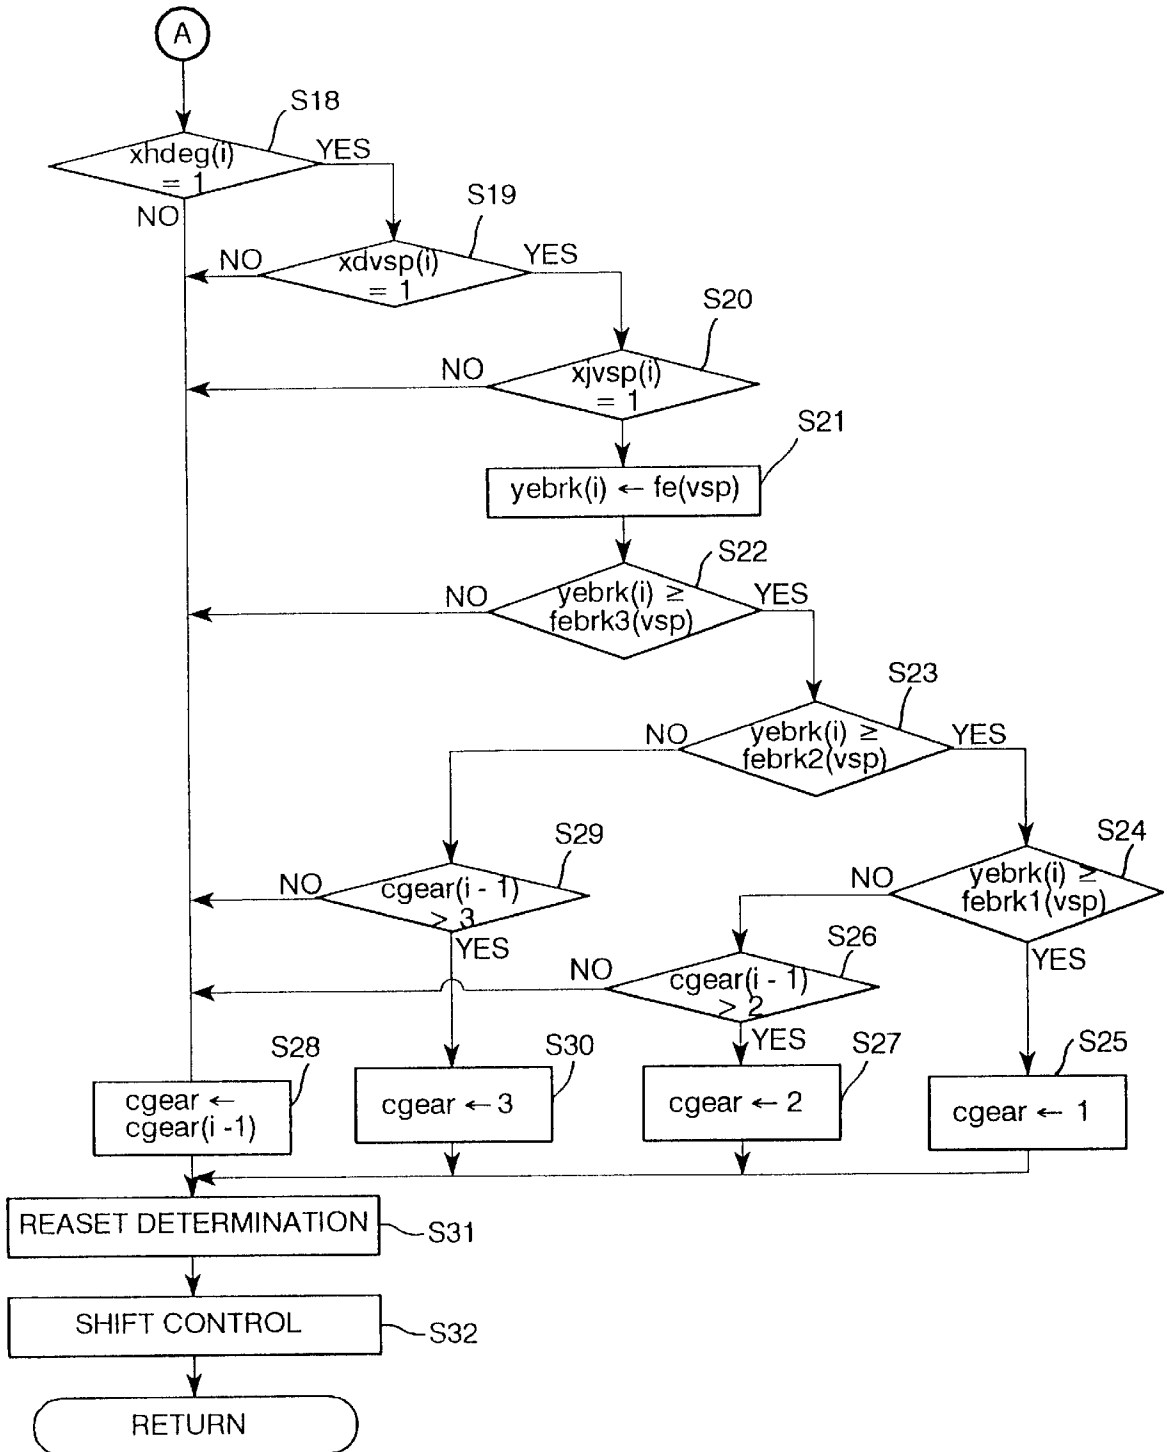 A
S18
xhdeg(i)
= 1
YES
NO
S19
xdvsp(i)
= 1
NO
YES
S20
xjvsp(i)
= 1
NO
S21
yebrk(i) ← fe(vsp)
S22
yebrk(i) ≥
febrk3(vsp)
NO
YES
S23
yebrk(i) ≥
febrk2(vsp)
NO
YES
S24
yebrk(i) ≥
febrk1(vsp)
NO
YES
S29
cgear(i - 1)
> 3
NO
YES
S26
cgear(i - 1)
> 2
NO
YES
S28
cgear ←
cgear(i -1)
S30
cgear ← 3
S27
cgear ← 2
S25
cgear ← 1
REASET DETERMINATION
S31
SHIFT CONTROL
S32
RETURN